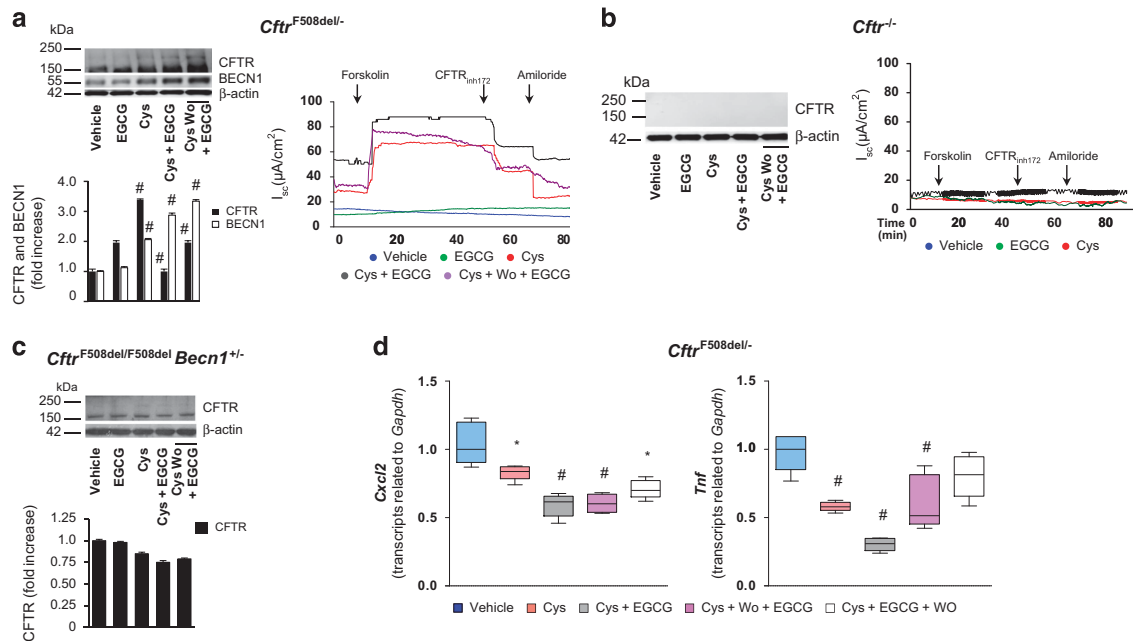 a
Cftr F508del/-
kDa
250
150
55
42
CFTR
BECN1
β-actin
Vehicle
EGCG
Cys
Cys + EGCG
Cys Wo
+ EGCG
CFTR and BECN1
(fold increase)
4.0
3.0
2.0
1.0
0
# # # # # #
CFTR
BECN1
Forskolin CFTRinh172 Amiloride
Isc(µA/cm2)
100
80
60
40
20
0
0 20 40 60 80
Vehicle EGCG Cys
Cys + EGCG Cys + Wo + EGCG
b
Cftr-/-
kDa
250
150
42
CFTR
β-actin
Vehicle
EGCG
Cys
Cys + EGCG
Cys Wo
+ EGCG
Isc(µA/cm2)
100
80
60
40
20
0
Forskolin CFTRinh172 Amiloride
Time
(min)
0 20 40 60 80
Vehicle EGCG Cys
c
Cftr F508del/F508del Becn1+/-
kDa
250
150
42
CFTR
β-actin
Vehicle
EGCG
Cys
Cys + EGCG
Cys Wo
+ EGCG
CFTR (fold increase)
1.25
1.0
0.75
0.5
0.25
0
CFTR
d
Cftr F508del/-
Cxcl2
(transcripts related to Gapdh)
1.5
1.0
0.5
0.0
* # # *
Tnf
(transcripts related to Gapdh)
1.5
1.0
0.5
0.0
# # #
Vehicle Cys Cys + EGCG Cys + Wo + EGCG Cys + EGCG + WO